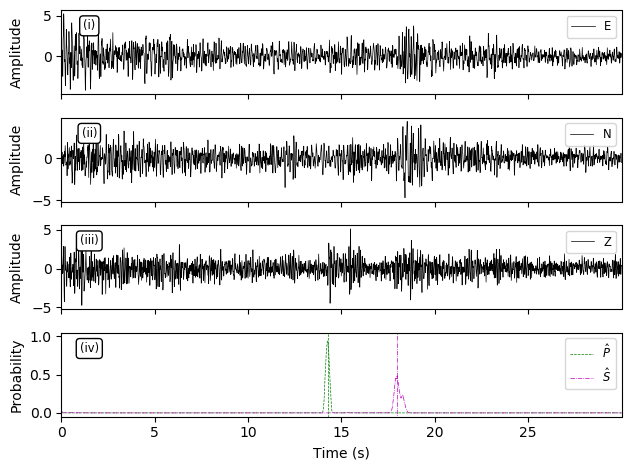 5
0
Amplitude
(i)
E
0
−5
Amplitude
(ii)
N
5
0
−5
Amplitude
(iii)
Z
1.0
0.5
0.0
Probability
(iv)
P̂
Ŝ
0 5 10 15 20 25
Time (s)